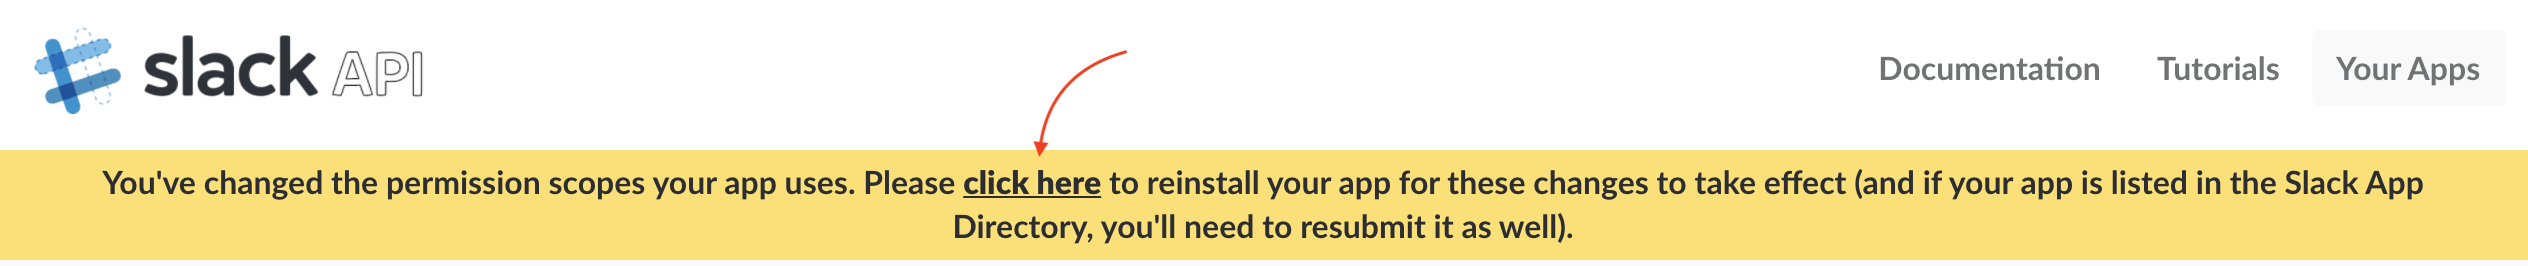 slack API
Documentation Tutorials Your Apps
You've changed the permission scopes your app uses. Please click here to reinstall your app for these changes to take effect (and if your app is listed in the Slack App
Directory, you'll need to resubmit it as well).